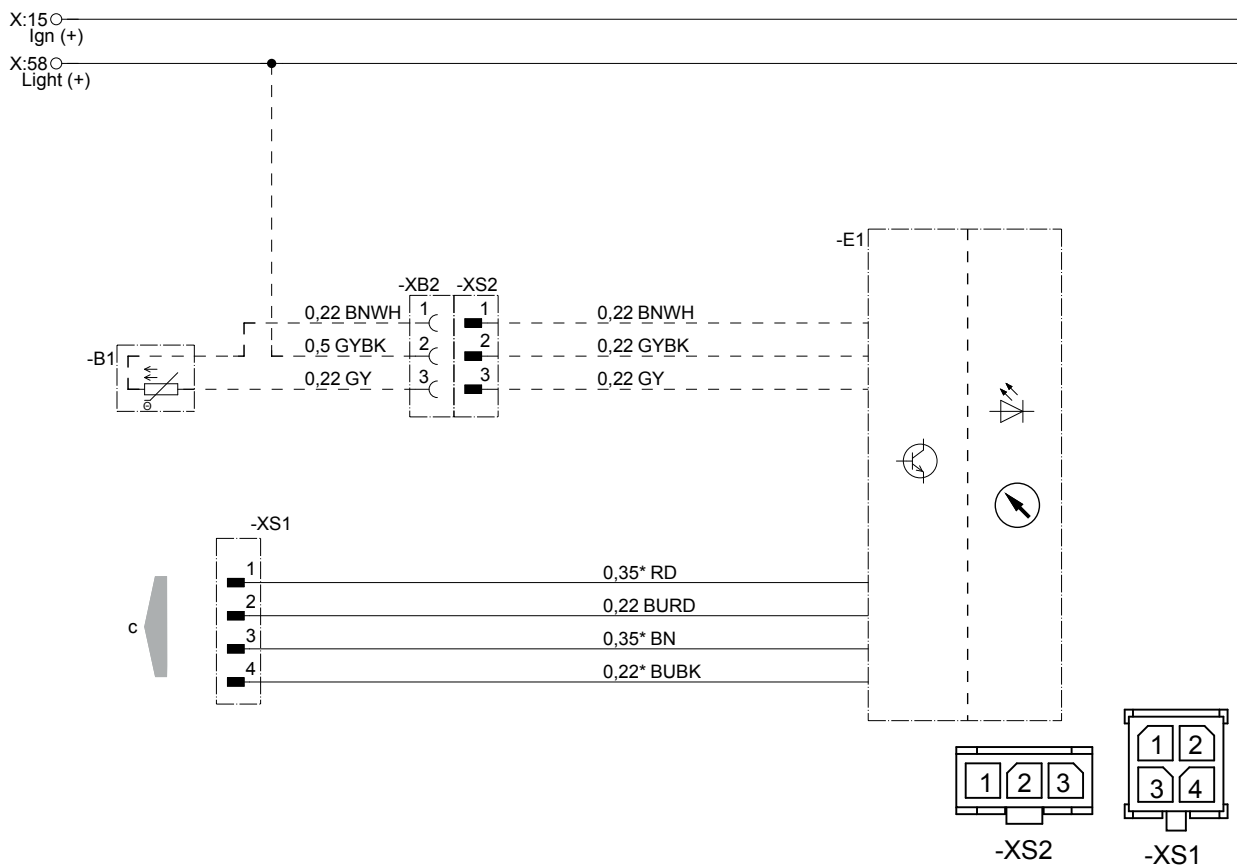 X:15
Ign (+)
X:58
Light (+)
-E1
-XB2 -XS2
0,22 BNWH 1 1 0,22 BNWH
-B1 0,5 GYBK 2 2 0,22 GYBK
0,22 GY 3 3 0,22 GY
Θ
-XS1
1 0,35* RD
2 0,22 BURD
c
3 0,35* BN
4 0,22* BUBK
1 2 3
-XS2
1 2
3 4
-XS1